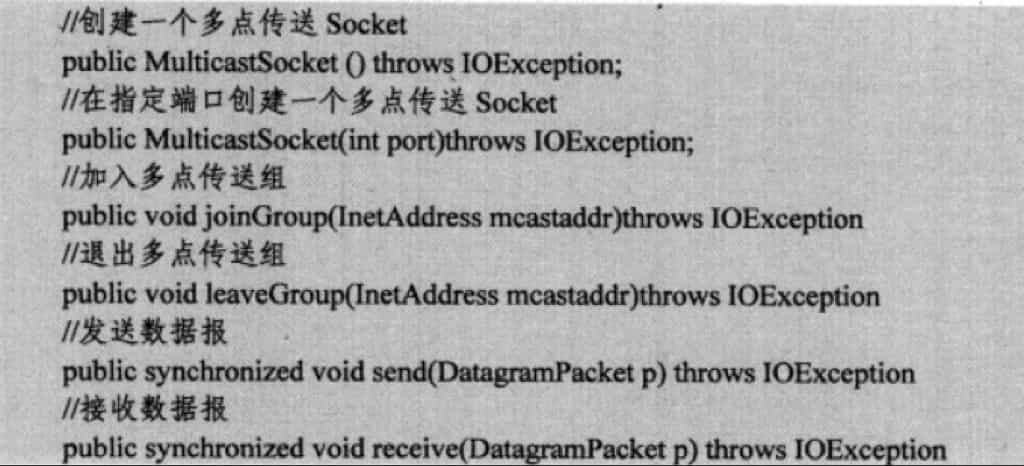 //创建一个多点传送 Socket
public MulticastSocket () throws IOException;
//在指定端口创建一个多点传送 Socket
public MulticastSocket(int port)throws IOException;
//加入多点传送组
public void joinGroup(InetAddress mcastaddr)throws IOException
//退出多点传送组
public void leaveGroup(InetAddress mcastaddr)throws IOException
//发送数据报
public synchronized void send(DatagramPacket p) throws IOException
//接收数据报
public synchronized void receive(DatagramPacket p) throws IOException